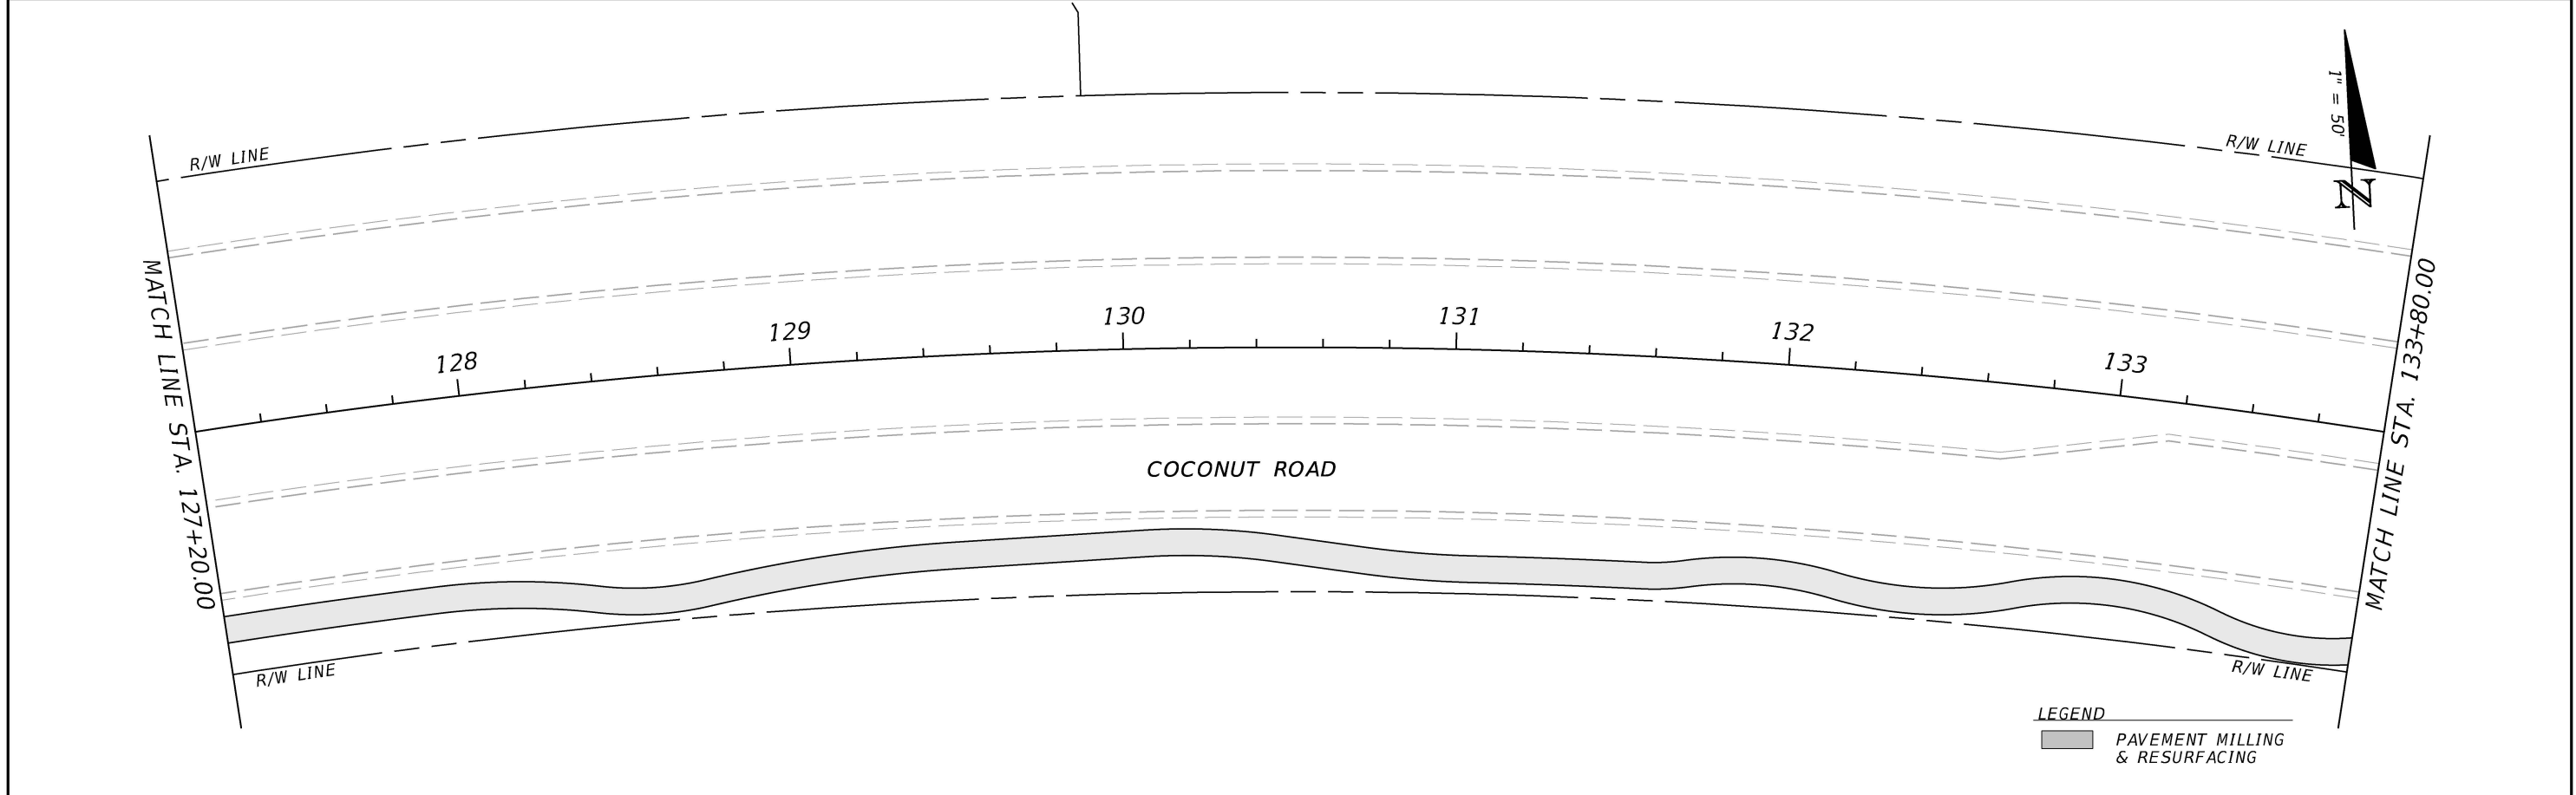 1" = 50'
N
R/W LINE
R/W LINE
MATCH LINE STA. 127+20.00
128
129
130
131
132
133
MATCH LINE STA. 133+80.00
COCONUT ROAD
R/W LINE
R/W LINE
LEGEND
PAVEMENT MILLING
& RESURFACING